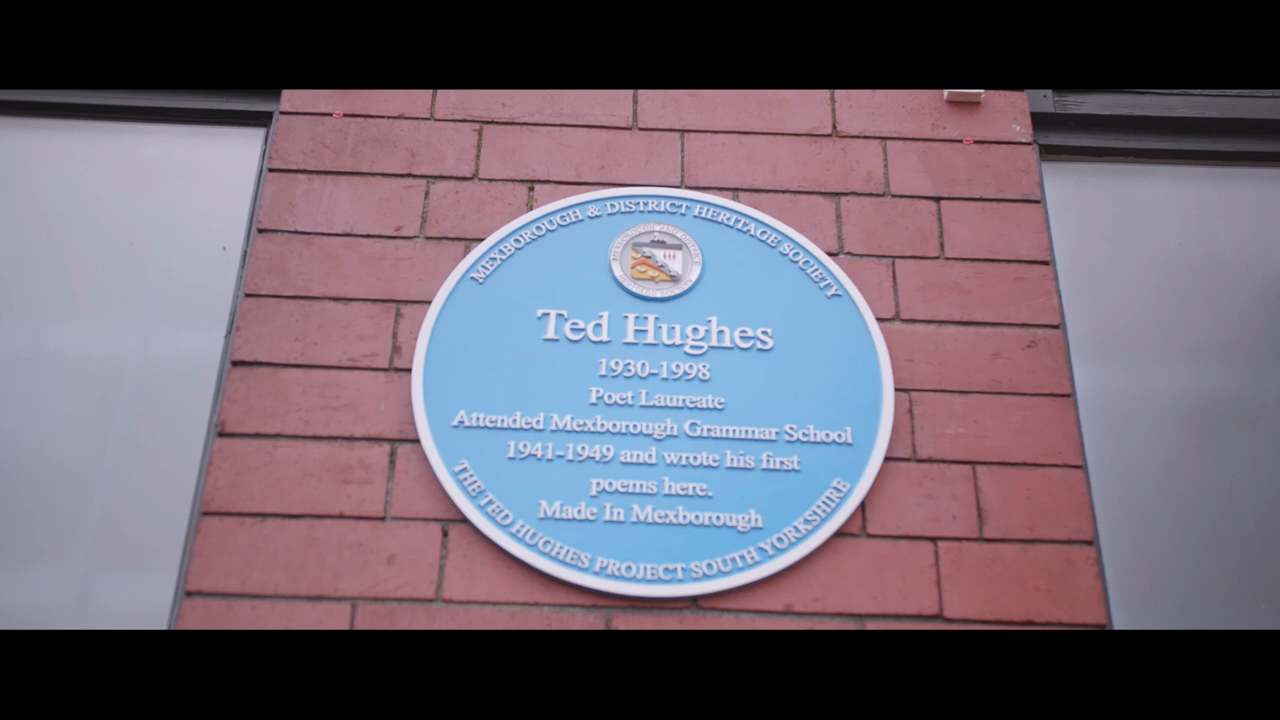 MEXBOROUGH & DISTRICT HERITAGE SOCIETY
Ted Hughes
1930-1998
Poet Laureate
Attended Mexborough Grammar School
1941-1949 and wrote his first
poems here.
Made In Mexborough
THE TED HUGHES PROJECT SOUTH YORKSHIRE